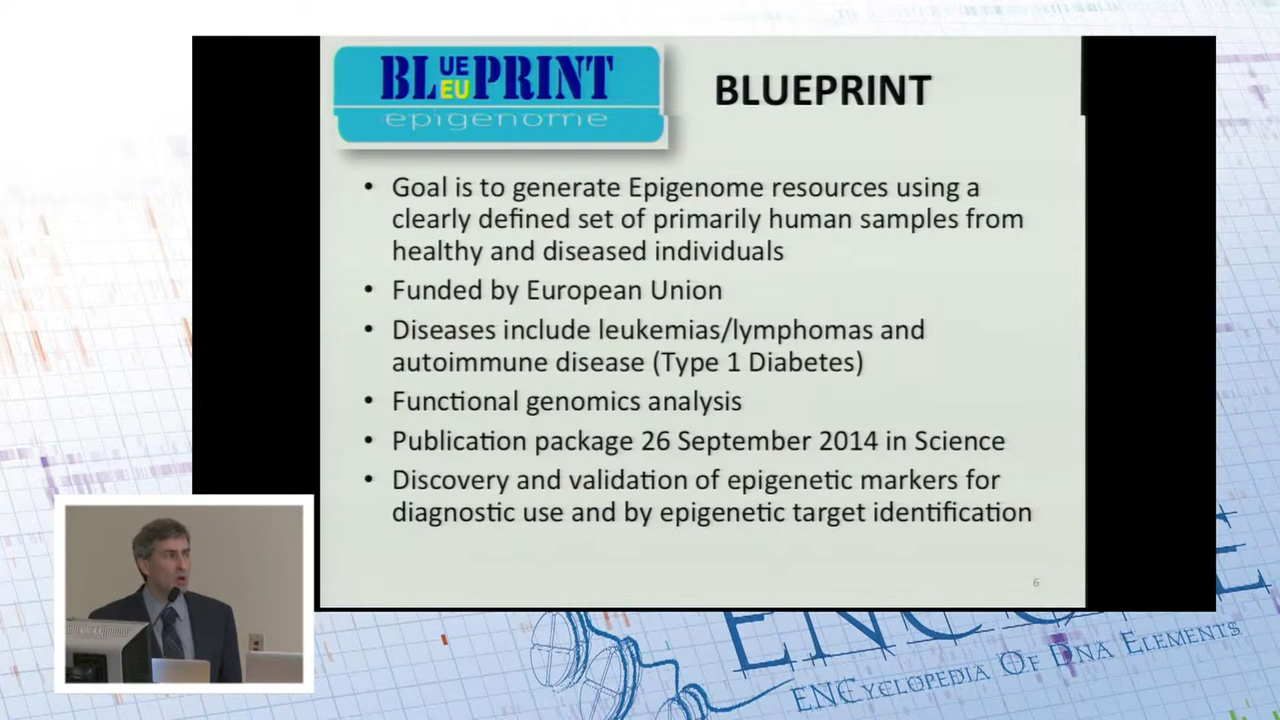 BLUEPRINT
UE
EU
epigenome
BLUEPRINT
• Goal is to generate Epigenome resources using a
clearly defined set of primarily human samples from
healthy and diseased individuals
• Funded by European Union
• Diseases include leukemias/lymphomas and
autoimmune disease (Type 1 Diabetes)
• Functional genomics analysis
• Publication package 26 September 2014 in Science
• Discovery and validation of epigenetic markers for
diagnostic use and by epigenetic target identification
6
ENCODE
ENCYCLOPEDIA OF DNA ELEMENTS